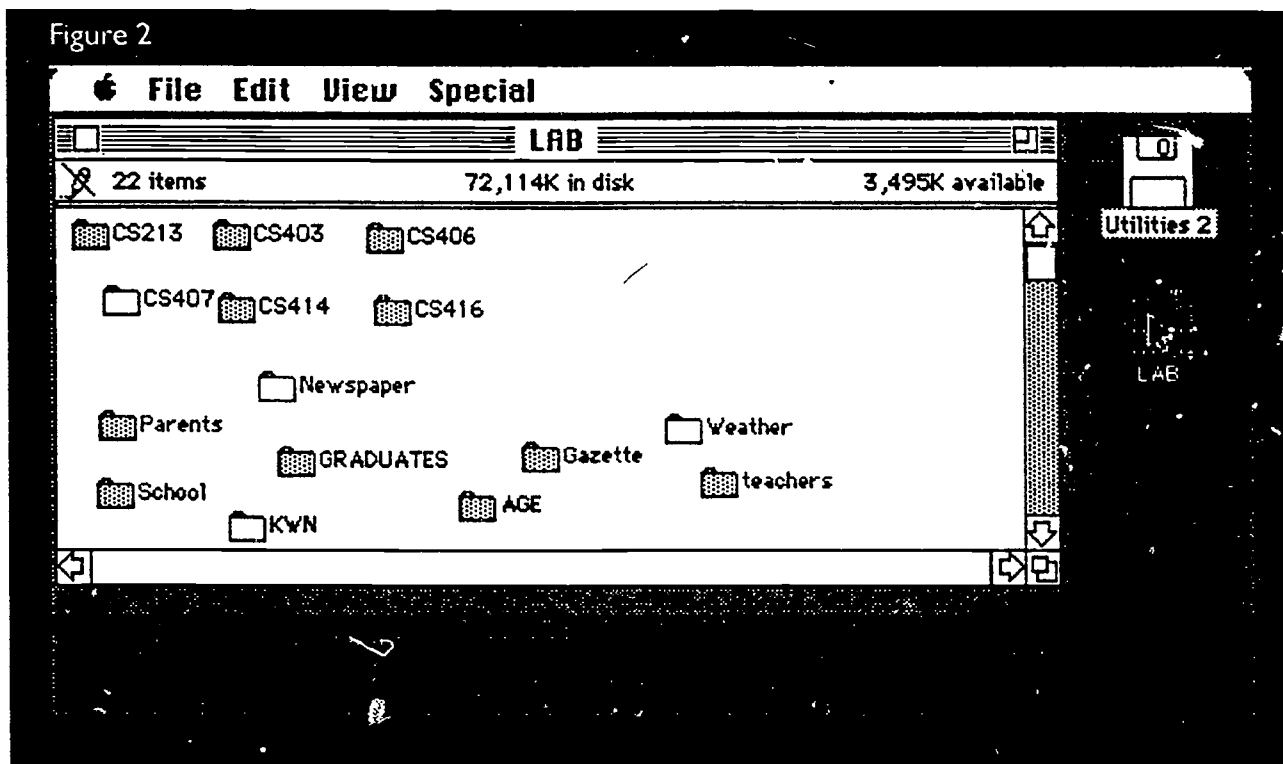 Figure 2
File Edit View Special
LAB
22 items 72,114K in disk 3,495K available
CS213 CS403 CS406
Utilities 2
CS407 CS414 CS416
LAB
Newspaper
Parents Weather
GRADUATES Gazette
teachers
School AGE
KWN